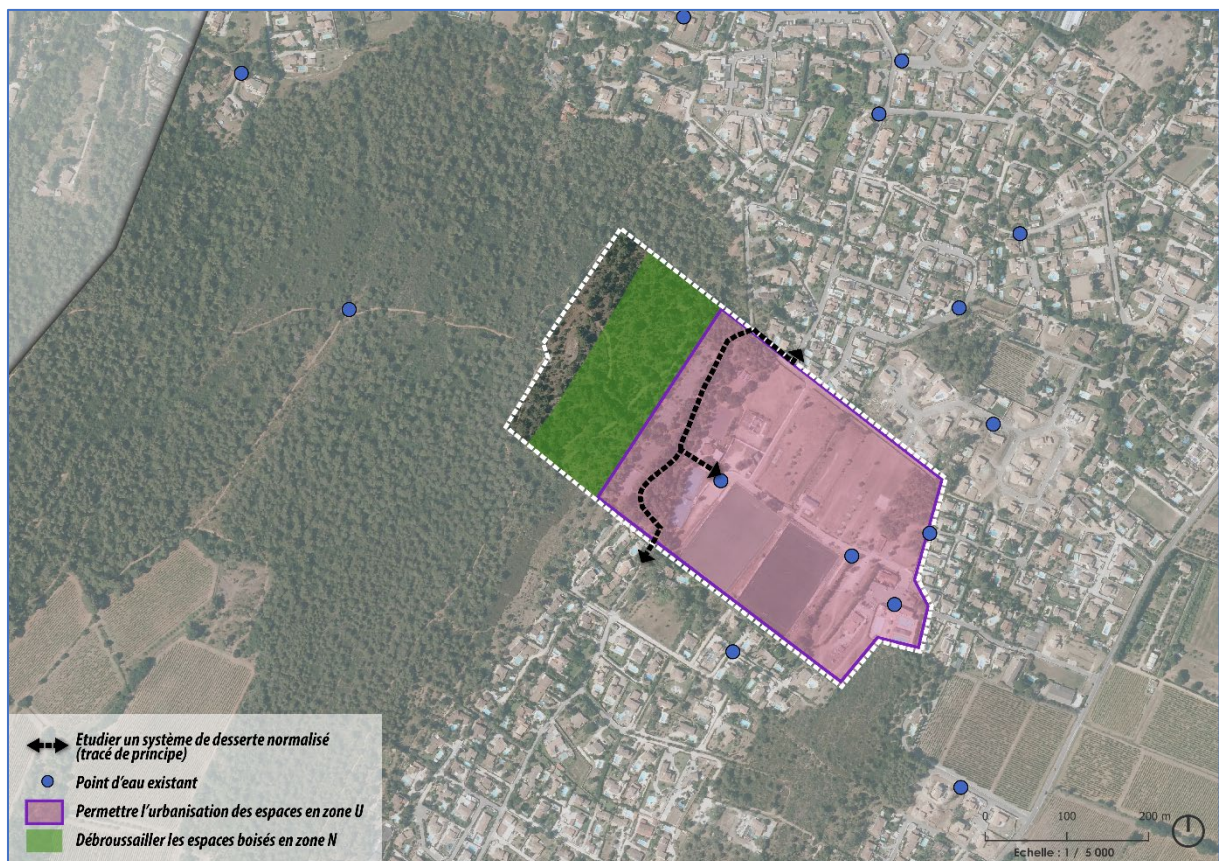 Etudier un système de desserte normalisé
(tracé de principe)
Point d'eau existant
Permettre l'urbanisation des espaces en zone U
Débroussailler les espaces boisés en zone N
0 100 200 m
Echelle : 1 / 5 000